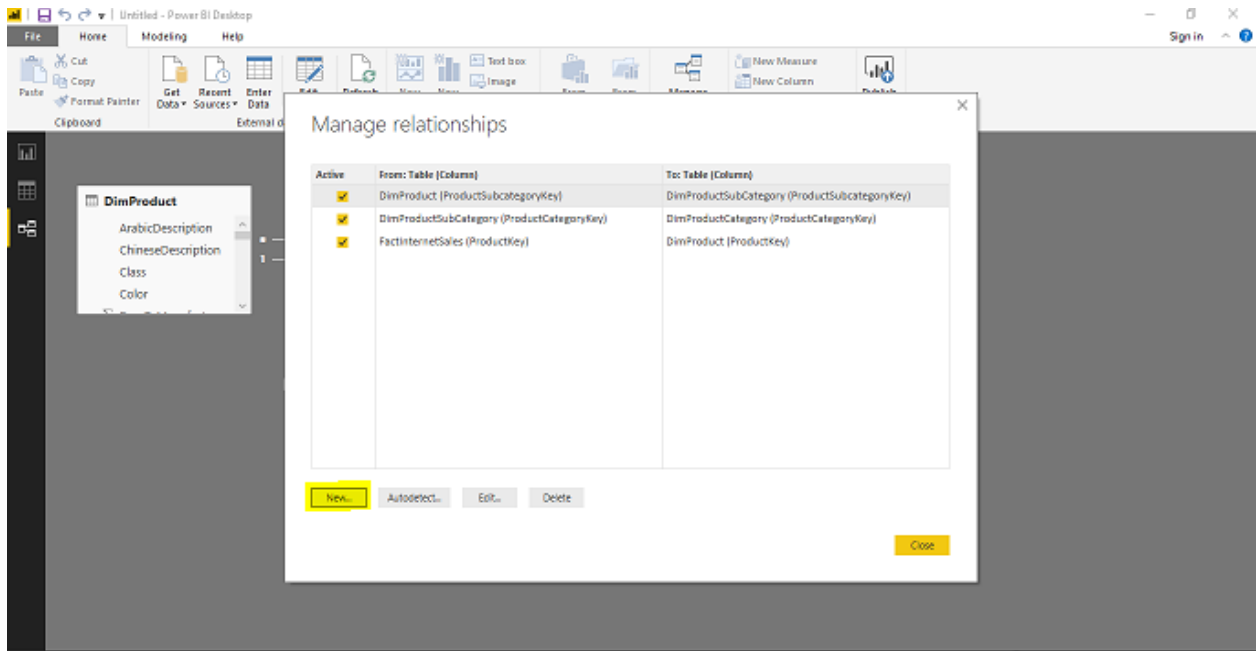 Untitled - Power BI Desktop
File Home Modeling Help Sign in
Paste
Cut
Copy
Format Painter
Clipboard
Get Data
Recent Sources
Enter Data
External d
Text box
Image
New Measure
New Column
Manage relationships
Active From: Table (Column) To: Table (Column)
DimProduct (ProductSubcategoryKey) DimProductSubCategory (ProductSubcategoryKey)
DimProductSubCategory (ProductCategoryKey) DimProductCategory (ProductCategoryKey)
FactInternetSales (ProductKey) DimProduct (ProductKey)
New... Autodetect... Edit... Delete
Close
DimProduct
ArabicDescription
ChineseDescription
Class
Color
* 
1